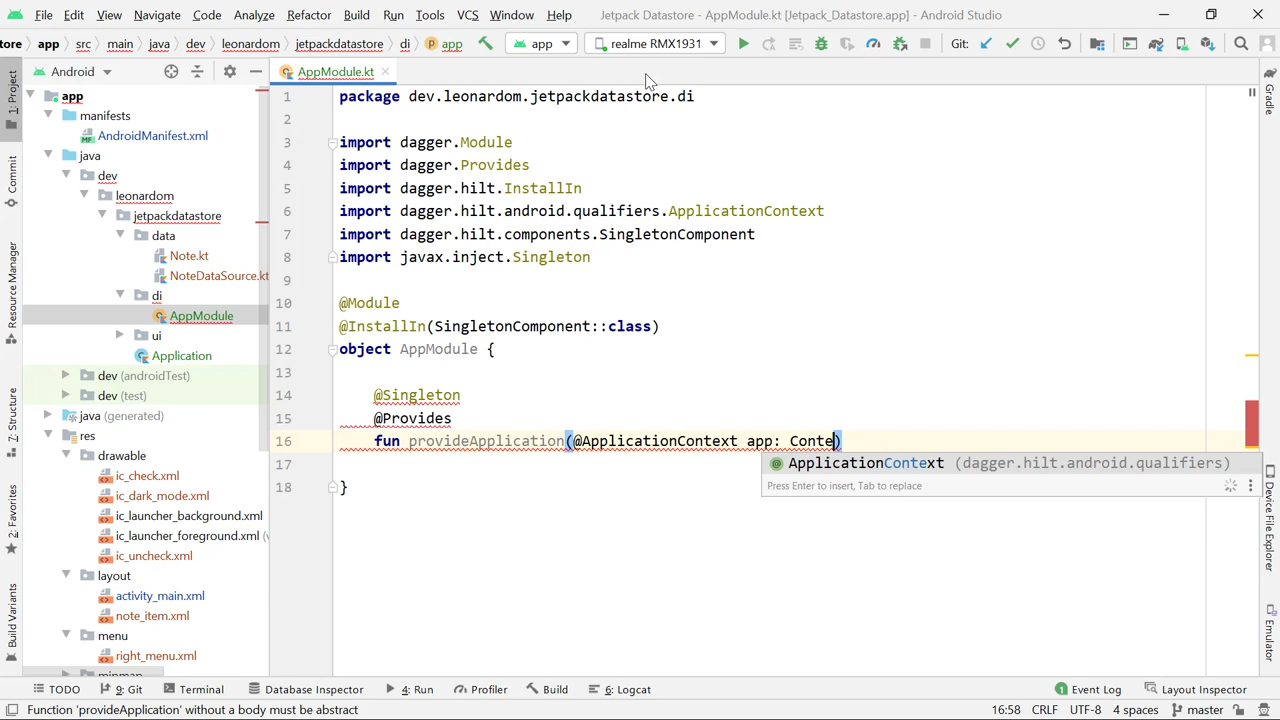 File Edit View Navigate Code Analyze Refactor Build Run Tools VCS Window Help Jetpack Datastore - AppModule.kt [Jetpack_Datastore.app] - Android Studio
tore app src main java dev leonardom jetpackdatastore di app app realme RMX1931 Git:
Android AppModule.kt
1: Project
Commit
Resource Manager
7: Structure
2: Favorites
Build Variants
app
manifests
AndroidManifest.xml
java
dev
leonardom
jetpackdatastore
data
Note.kt
NoteDataSource.kt
di
AppModule
ui
Application
dev (androidTest)
dev (test)
java (generated)
res
drawable
ic_check.xml
ic_dark_mode.xml
ic_launcher_background.xml
ic_launcher_foreground.xml (v
ic_uncheck.xml
layout
activity_main.xml
note_item.xml
menu
right_menu.xml
1 package dev.leonardom.jetpackdatastore.di
2
3 import dagger.Module
4 import dagger.Provides
5 import dagger.hilt.InstallIn
6 import dagger.hilt.android.qualifiers.ApplicationContext
7 import dagger.hilt.components.SingletonComponent
8 import javax.inject.Singleton
9
10 @Module
11 @InstallIn(SingletonComponent::class)
12 object AppModule {
13
14 @Singleton
15 @Provides
16 fun provideApplication(@ApplicationContext app: Conte)
17
18 }
ApplicationContext (dagger.hilt.android.qualifiers)
Press Enter to insert, Tab to replace
Gradle
Device File Explorer
Emulator
TODO 9: Git Terminal Database Inspector 4: Run Profiler Build 6: Logcat 1 Event Log Layout Inspector
Function 'provideApplication' without a body must be abstract 16:58 CRLF UTF-8 4 spaces master